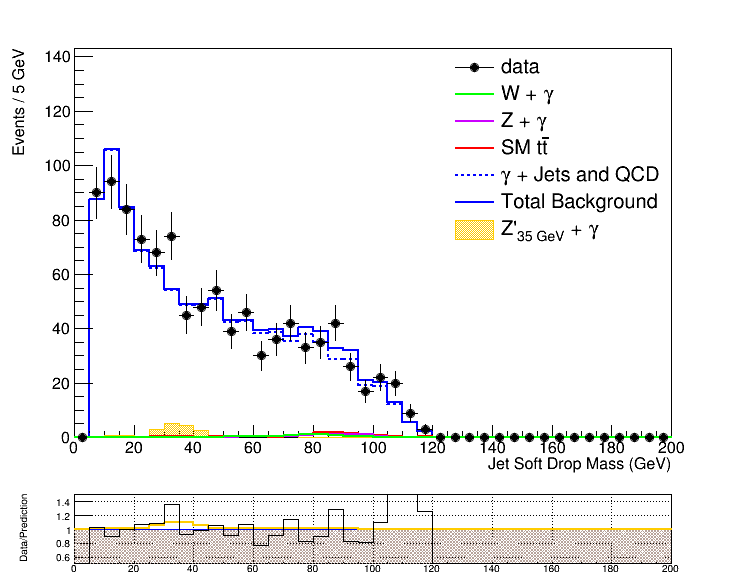 140
120
100
80
60
40
20
0
Events / 5 GeV
data
W + γ
Z + γ
SM tt̄
γ + Jets and QCD
Total Background
Z'35 GeV + γ
0 20 40 60 80 100 120 140 160 180 200
Jet Soft Drop Mass (GeV)
1.4
1.2
1
0.8
0.6
Data/Prediction
0 20 40 60 80 100 120 140 160 180 200